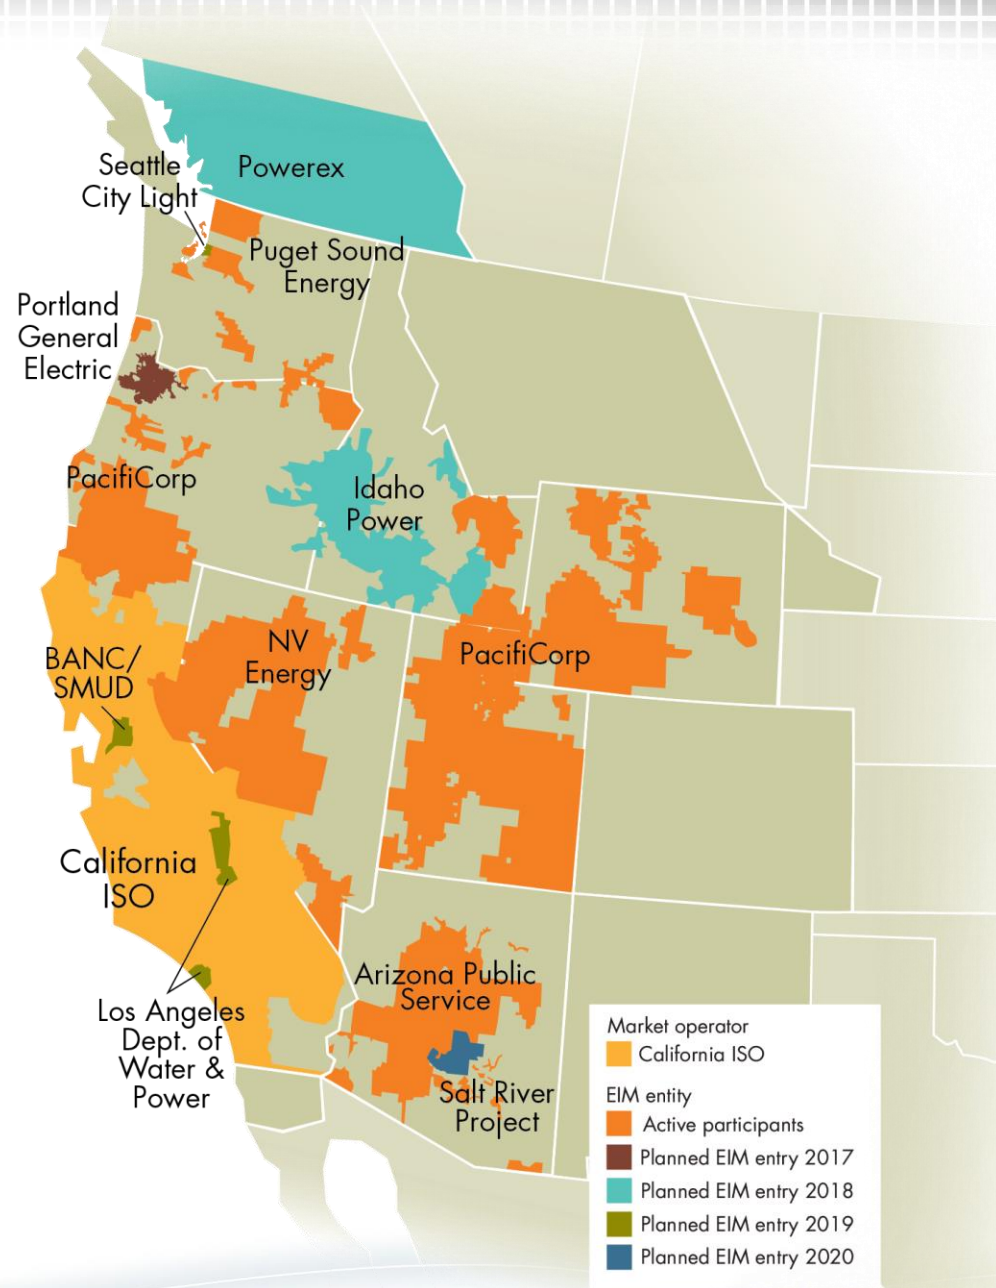 Seattle
City Light
Powerex
Puget Sound
Energy
Portland
General
Electric
PacifiCorp
Idaho
Power
NV
Energy
PacifiCorp
BANC/
SMUD
California
ISO
Arizona Public
Service
Los Angeles
Dept. of
Water &
Power
Salt River
Project
Market operator
California ISO
EIM entity
Active participants
Planned EIM entry 2017
Planned EIM entry 2018
Planned EIM entry 2019
Planned EIM entry 2020